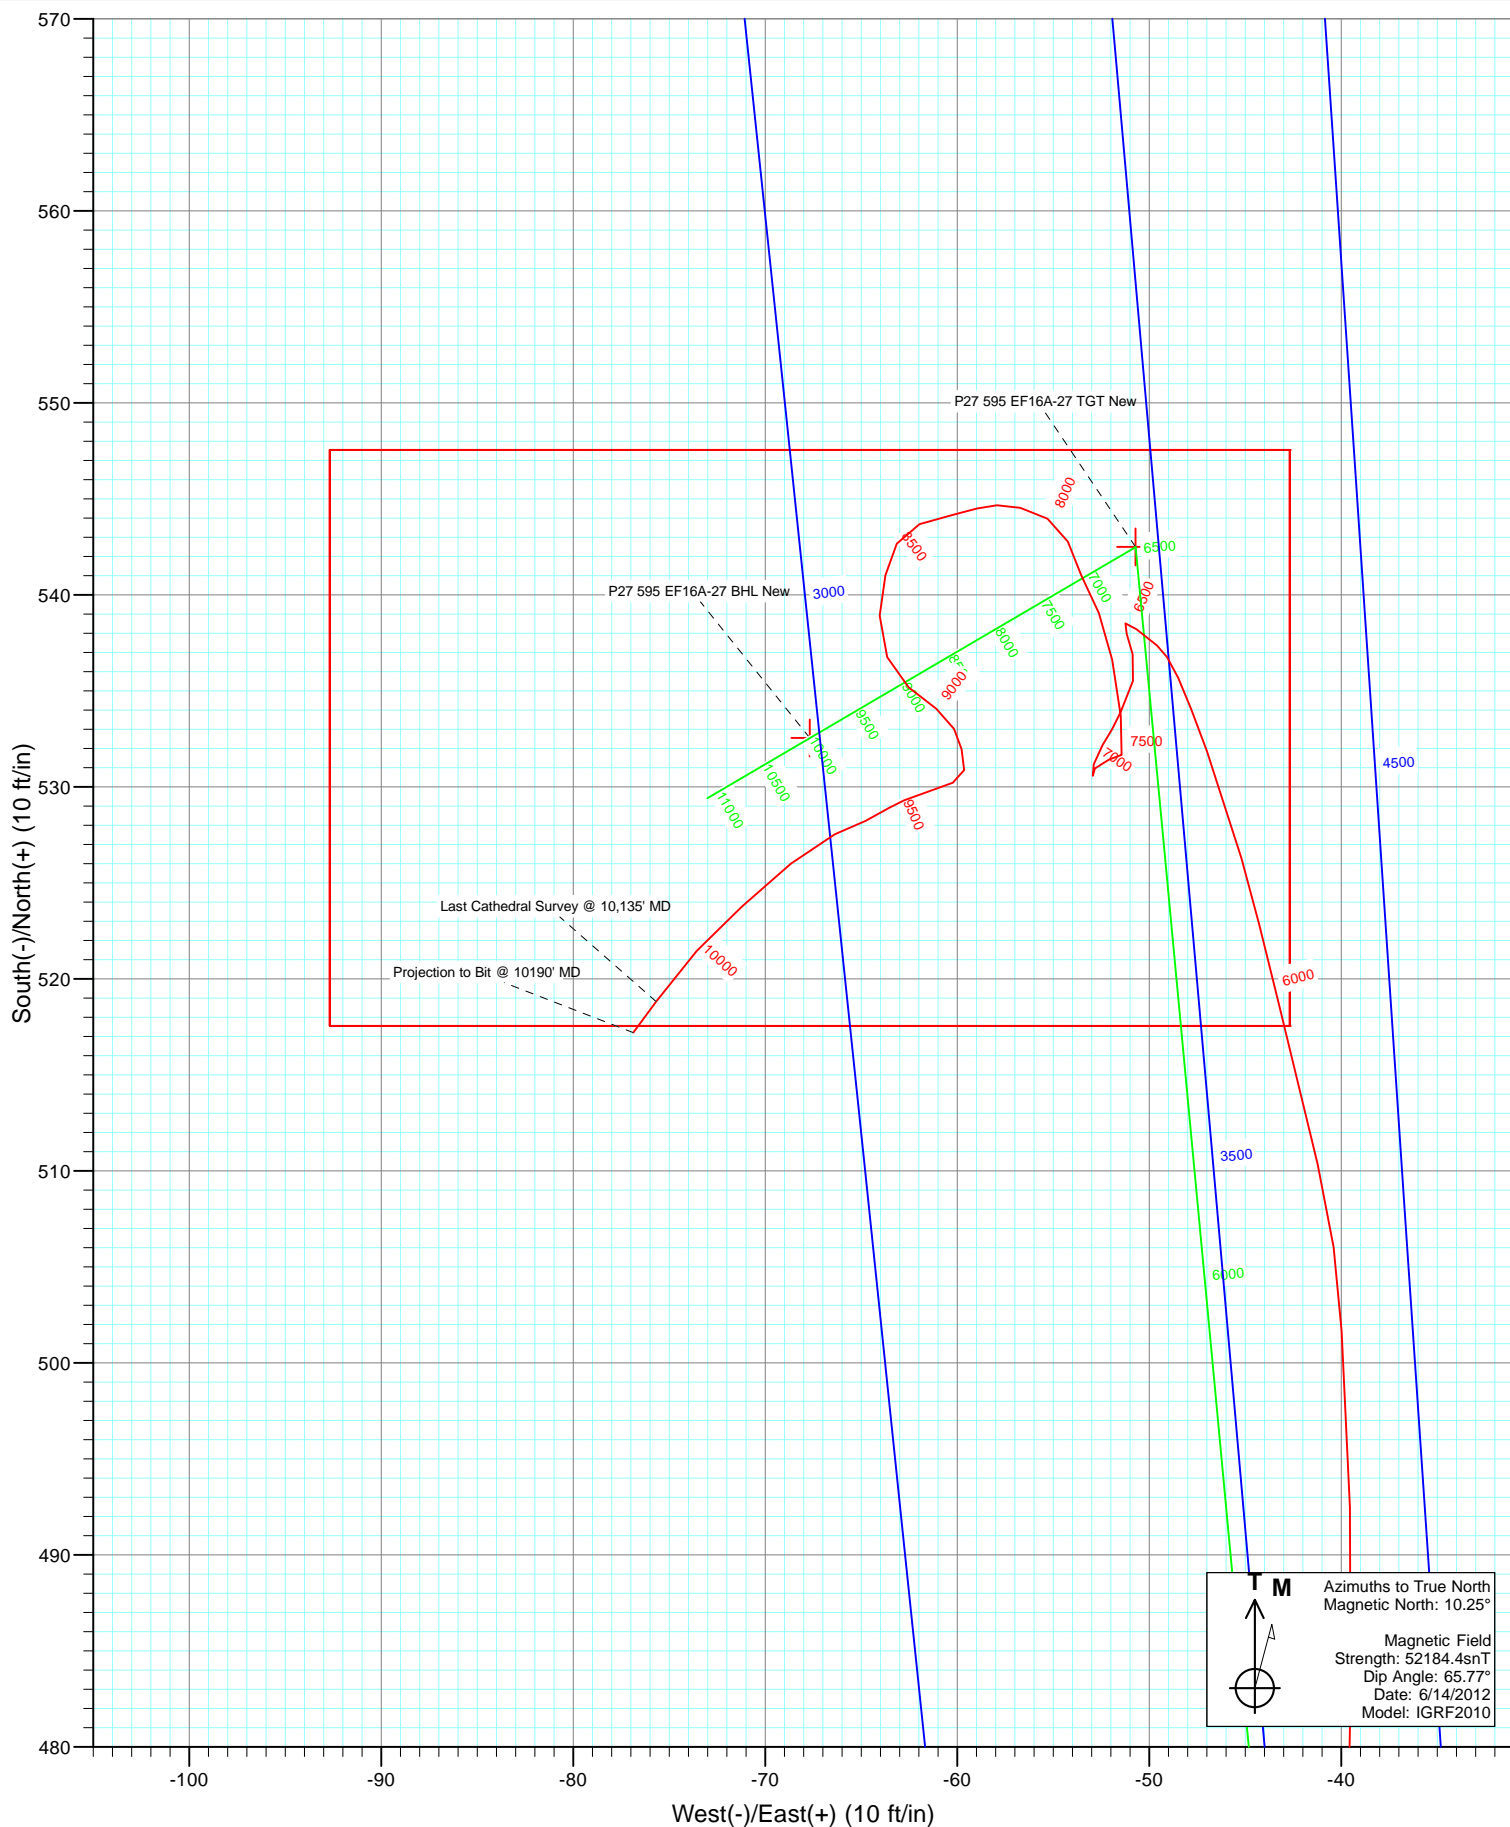 570
560
550
540
530
520
510
500
490
480
South(-)/North(+) (10 ft/in)
-100
-90
-80
-70
-60
-50
-40
West(-)/East(+) (10 ft/in)
P27 595 EF16A-27 TGT New
P27 595 EF16A-27 BHL New
Last Cathedral Survey @ 10,135' MD
Projection to Bit @ 10190' MD
3000
3500
4500
6000
6500
7000
7500
8000
9000
9500
10000
10500
11000
6000
6500
7000
7500
8000
8500
9000
9500
10000
T M
Azimuths to True North
Magnetic North: 10.25°
Magnetic Field
Strength: 52184.4snT
Dip Angle: 65.77°
Date: 6/14/2012
Model: IGRF2010